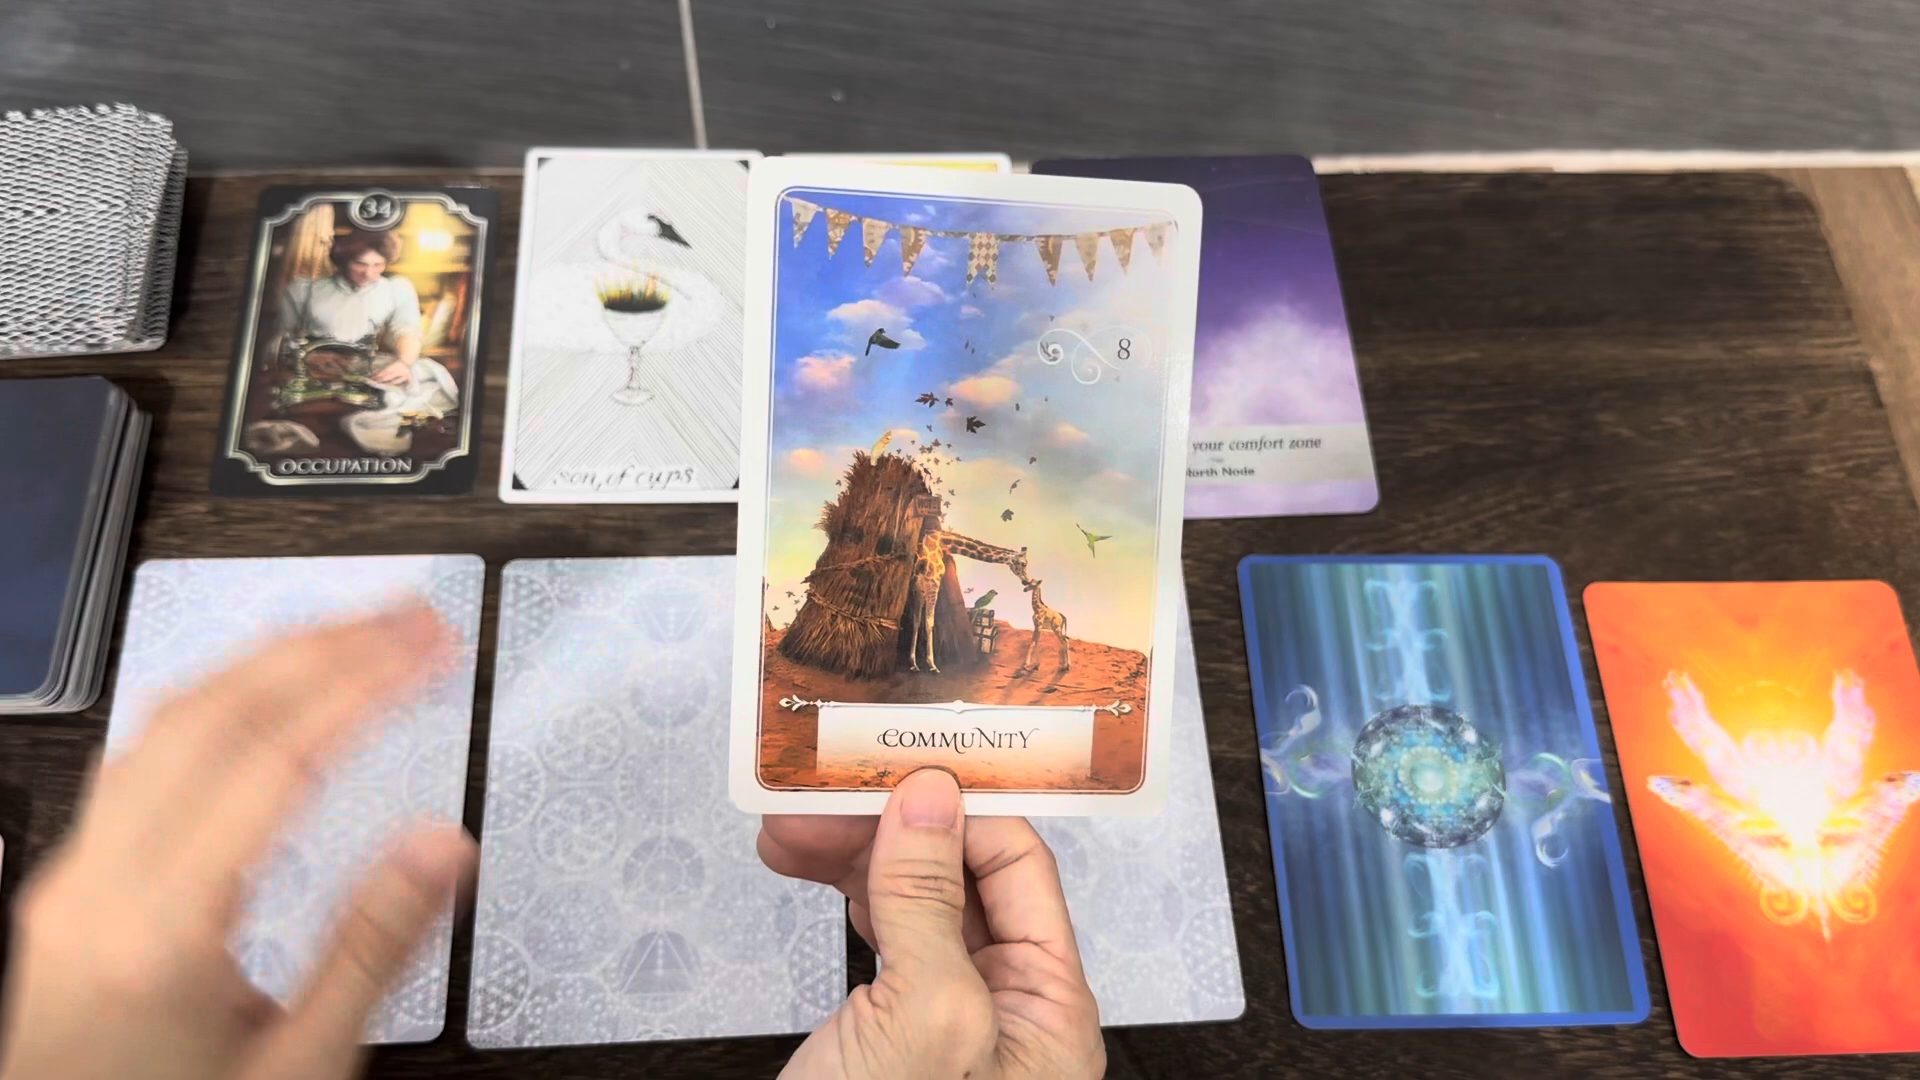 34
OCCUPATION
son of cups
8
COMMUNITY
your comfort zone
North Node